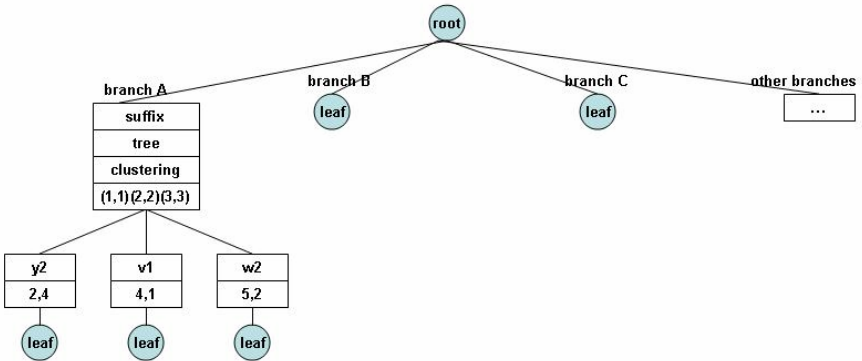 root
branch A
branch B
branch C
other branches
suffix
tree
clustering
(1,1)(2,2)(3,3)
leaf
leaf
...
y2
2,4
v1
4,1
w2
5,2
leaf
leaf
leaf